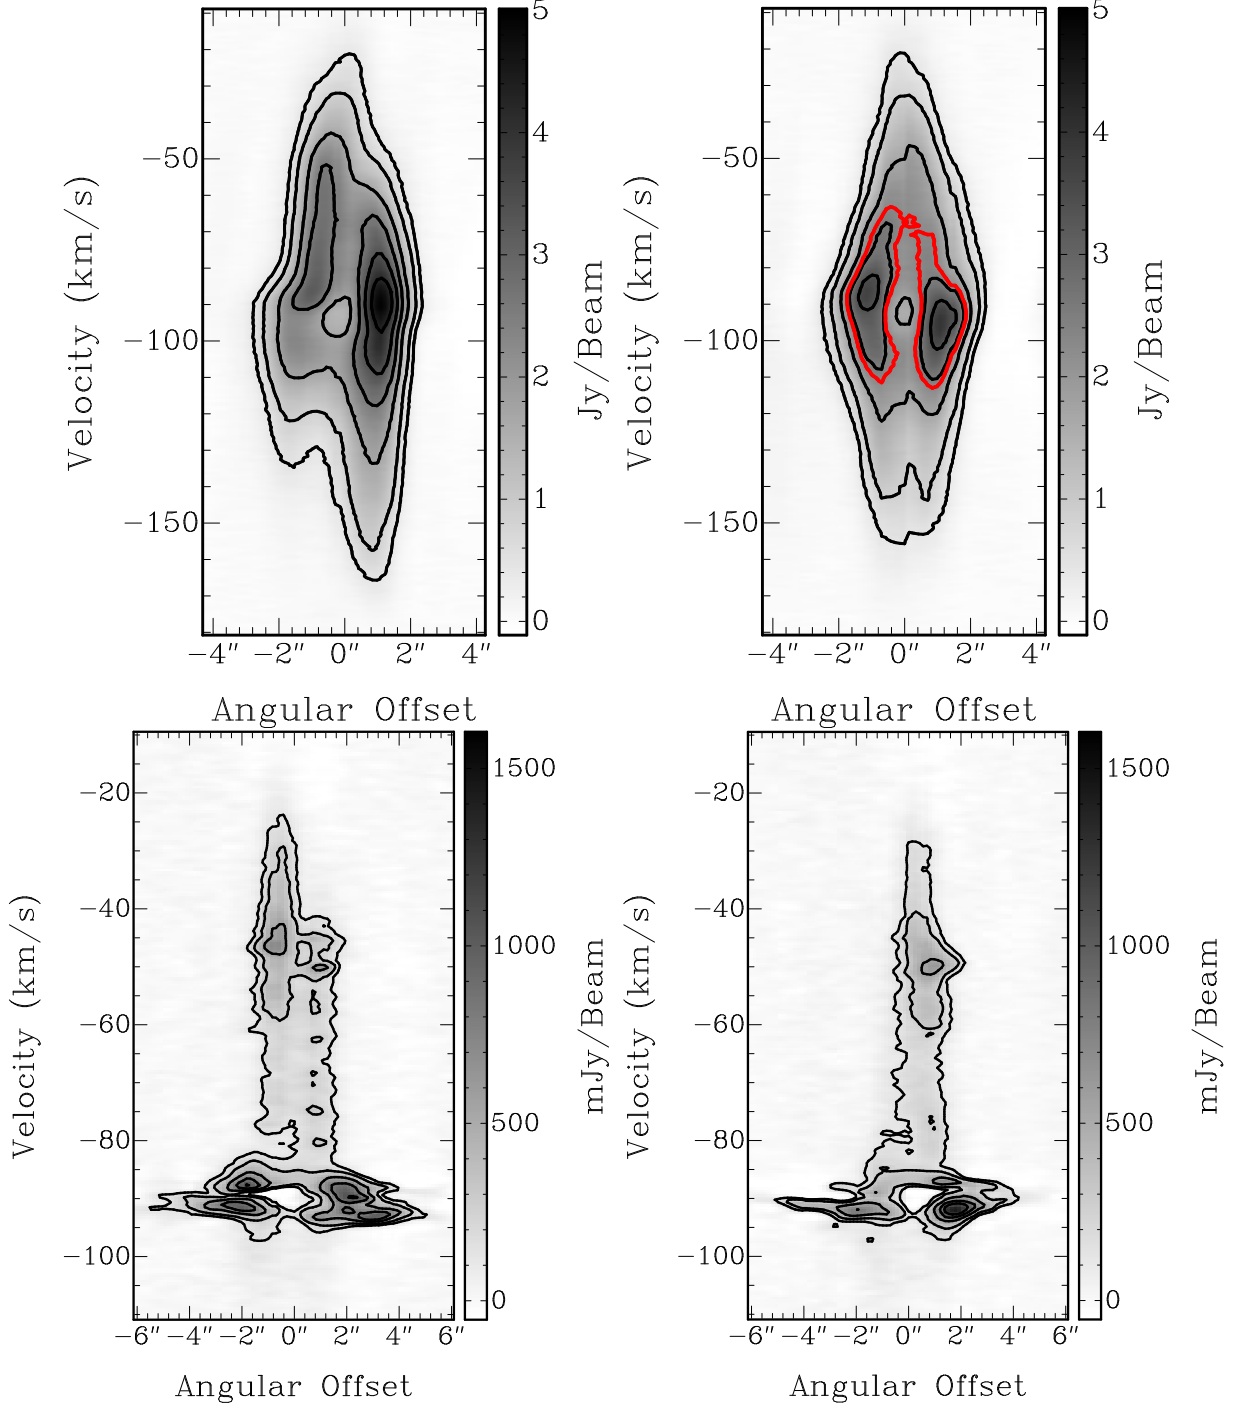 5
4
3
2
1
0
Jy/Beam
−50
−100
−150
Velocity (km/s)
−4″ −2″ 0″ 2″ 4″
Angular Offset
5
4
3
2
1
0
Jy/Beam
−50
−100
−150
Velocity (km/s)
−4″ −2″ 0″ 2″ 4″
Angular Offset
−20
−40
−60
−80
−100
Velocity (km/s)
1500
1000
500
0
mJy/Beam
−6″ −4″ −2″ 0″ 2″ 4″ 6″
Angular Offset
−20
−40
−60
−80
−100
Velocity (km/s)
1500
1000
500
0
mJy/Beam
−6″ −4″ −2″ 0″ 2″ 4″ 6″
Angular Offset